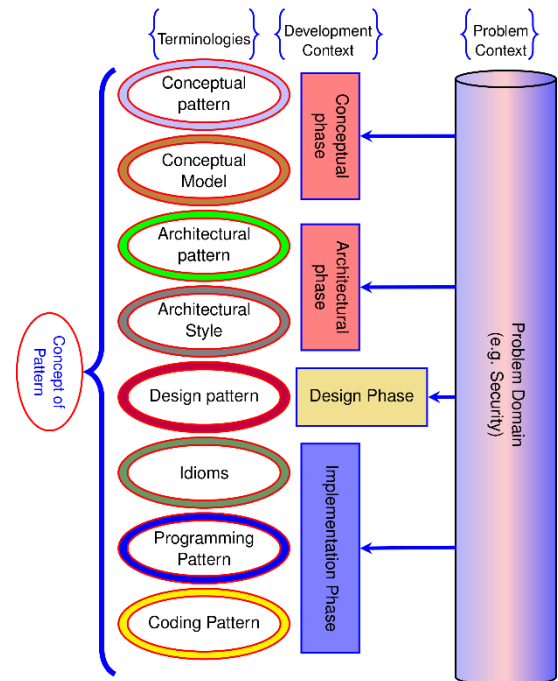 Terminologies
Development
Context
Problem
Context
Conceptual
pattern
Conceptual
Model
Conceptual
phase
Architectural
pattern
Architectural
Style
Architectural
phase
Concept of
Pattern
Design pattern
Design Phase
Idioms
Programming
Pattern
Coding Pattern
Implementation Phase
Problem Domain
(e.g. Security)